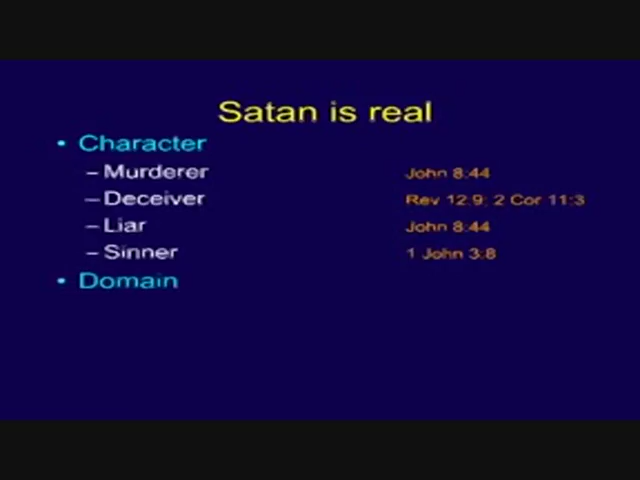 Satan is real
• Character
– Murderer John 8:44
– Deceiver Rev 12:9; 2 Cor 11:3
– Liar John 8:44
– Sinner 1 John 3:8
• Domain